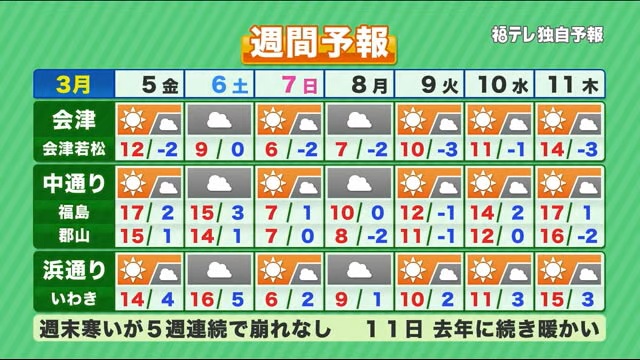 福テレ独自予報
週間予報
3月 5金 6土 7日 8月 9火 10水 11木
会津
会津若松 12/-2 9/0 6/-2 7/-2 10/-3 11/-1 14/-3
中通り
福島 17/2 15/3 7/1 10/0 12/-1 14/2 17/1
郡山 15/1 14/1 7/0 8/-2 11/-1 12/0 16/-2
浜通り
いわき 14/4 16/5 6/2 9/1 10/2 11/3 15/3
週末寒いが5週連続で崩れなし 11日 去年に続き暖かい